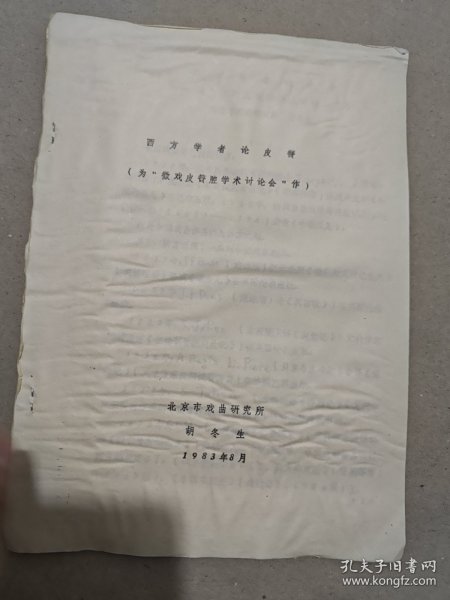 西方学者论皮簧
（为“徽戏皮簧腔学术讨论会”作）
北京市戏曲研究所
胡冬生
1983年8月
孔夫子旧书网
www.kongfz.com